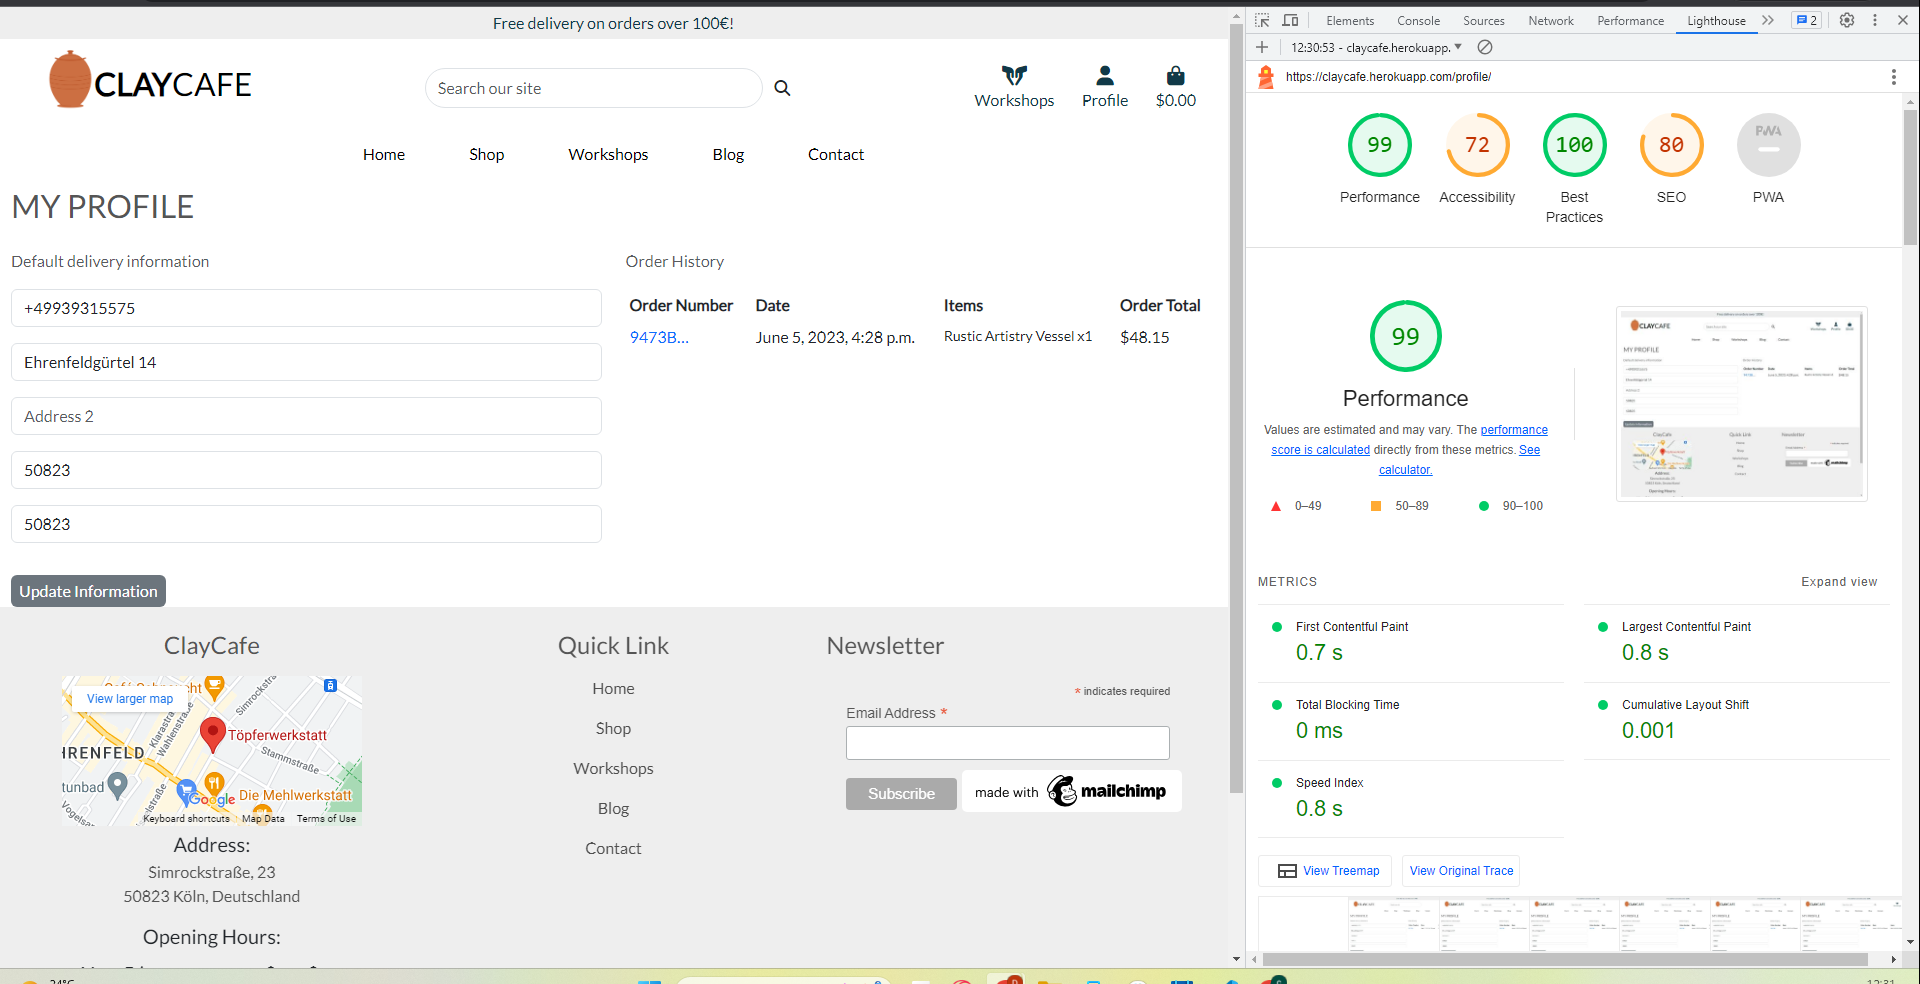 Free delivery on orders over 100€!
CLAYCAFE
Search our site
Workshops
Profile
$0.00
Home
Shop
Workshops
Blog
Contact
MY PROFILE
Default delivery information
+49939315575
Ehrenfeldgürtel 14
Address 2
50823
50823
Update Information
Order History
Order Number Date Items Order Total
9473B... June 5, 2023, 4:28 p.m. Rustic Artistry Vessel x1 $48.15
ClayCafe
View larger map
Simrockstraße
Klarastraße
Wahlenstraße
Töpferwerkstatt
Stammstraße
Die Mehlwerkstatt
Google
Keyboard shortcuts Map Data Terms of Use
Address:
Simrockstraße, 23
50823 Köln, Deutschland
Opening Hours:
Quick Link
Home
Shop
Workshops
Blog
Contact
Newsletter
* indicates required
Email Address *
Subscribe
made with mailchimp
Elements Console Sources Network Performance Lighthouse 2
12:30:53 - claycafe.herokuapp.
https://claycafe.herokuapp.com/profile/
99
Performance
72
Accessibility
100
Best
Practices
80
SEO
PWA
PWA
99
Performance
Values are estimated and may vary. The performance
score is calculated directly from these metrics. See
calculator.
0–49 50–89 90–100
CLAYCAFE
MY PROFILE
METRICS
Expand view
First Contentful Paint
0.7 s
Largest Contentful Paint
0.8 s
Total Blocking Time
0 ms
Cumulative Layout Shift
0.001
Speed Index
0.8 s
View Treemap
View Original Trace